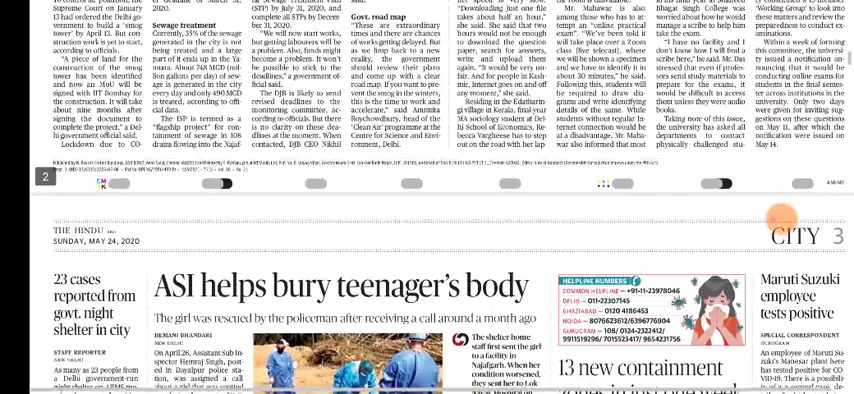 Supreme Court on January
13 had ordered the Delhi government
to build a 'smog
tower' by April 13. But construction
work is yet to start,
according to officials.
"A piece of land for the
construction of the smog
tower has been identified
and now an MoU will be
signed with IIT Bombay for
the construction. It will take
about nine months after
signing the document to
complete the project," a Delhi
government official said.
Lockdown due to CO-
Sewage treatment
Currently, 35% of the sewage
generated in the city is not
being treated and a large
part of it ends up in the Yamuna.
About 748 MGD (million
gallons per day) of sewage
is generated in the city
every day and only 490 MGD
is treated, according to official
data.
The ISP is termed as a
"flagship project" for containment
of sewage in 108
drains flowing into the Najaf-
(STP) by July 31, 2020, and
complete all STPs by December
31, 2020.
"We will now start works,
but getting labourers will be
a problem. Also, funds might
become a problem. It won't
be possible to stick to the
deadlines," a government official
said.
The DJB is likely to send
revised deadlines to the
monitoring committee, according
to officials. But there
is no clarity on these deadlines
at the moment. When
contacted, DJB CEO Nikhil
Govt. road map
"These are extraordinary
times and there are chances
of works getting delayed. But
as we limp back to a new
reality, the government
should review their plans
and come up with a clear
road map. If you want to prevent
the smog in the winters,
this is the time to work and
accelerate," said Anumita
Roychowdhury, head of the
'Clean Air' programme at the
Centre for Science and Environment,
Delhi.
"Downloading just one file
takes about half an hour,"
she said. She said that two
hours would not be enough
to download the question
paper, search for answers,
write and upload them
again. "It would be very unfair.
And for people in Kashmir,
Internet goes on and off
any moment," she said.
Residing in the Edathurithy
village in Kerala, final-year
MA sociology student at Delhi
School of Economics, Rebecca
Varghese has to step
out on the road with her lap-
Mr. Mahawar is also
among those who has to attempt
an "online practical
exam". "We've been told it
will take place over a Zoom
class [live telecast], where
we will be shown a specimen
and we have to identify it in
about 30 minutes," he said.
Following this, students will
be required to draw diagrams
and write identifying
details of the same. While
students without regular Internet
connection would be
at a disadvantage, Mr. Mahawar
also informed that most
Bhagat Singh College was
worried about how he would
manage a scribe to help him
take the exam.
"I have no facility and I
don't know how I will find a
scribe here", said Mr. Das
stressed that even if professors
send study materials to
prepare for the exams, it
would be difficult to access
them unless they were audio
books.
Taking note of this issue,
the university has asked all
departments to contact
physically challenged stu-
'Working Group' to look into
these matters and review the
preparedness to conduct examinations.
Within a week of forming
this committee, the university
issued a notification announcing
that it would be
conducting online exams for
students in the final semester
across institutions in the
university. Only two days
were given for inviting suggestions
on these questions
on May 11, after which the
notification were issued on
May 14.
2
CM
K
THE HINDU
SUNDAY, MAY 24, 2020
CITY 3
23 cases
reported from
govt. night
shelter in city
STAFF REPORTER
NEW DELHI
As many as 23 people from
a Delhi government-run
ASI helps bury teenager's body
The girl was rescued by the policeman after receiving a call around a month ago
HEMANI BHANDARI
NEW DELHI
On April 26, Assistant Sub Inspector
Hemraj Singh, posted
in Dayalpur police station,
was assigned a call
The shelter home
staff first sent the girl
to a facility in
Najafgarh. When her
condition worsened,
they sent her to Lok
HELPLINE NUMBERS
COMMON HELPLINE – +91-11-23978046
DELHI – 011-22307145
GHAZIABAD – 0120 4186453
NOIDA – 8076623612/6396776904
GURUGRAM – 108/ 0124-2322412/
9911519296/ 7015523417/ 9654231756
13 new containment
Maruti Suzuki
employee
tests positive
SPECIAL CORRESPONDENT
GURUGRAM
An employee of Maruti Suzuki's
Manesar plant here
has tested positive for COVID-19.
There is a possibili-